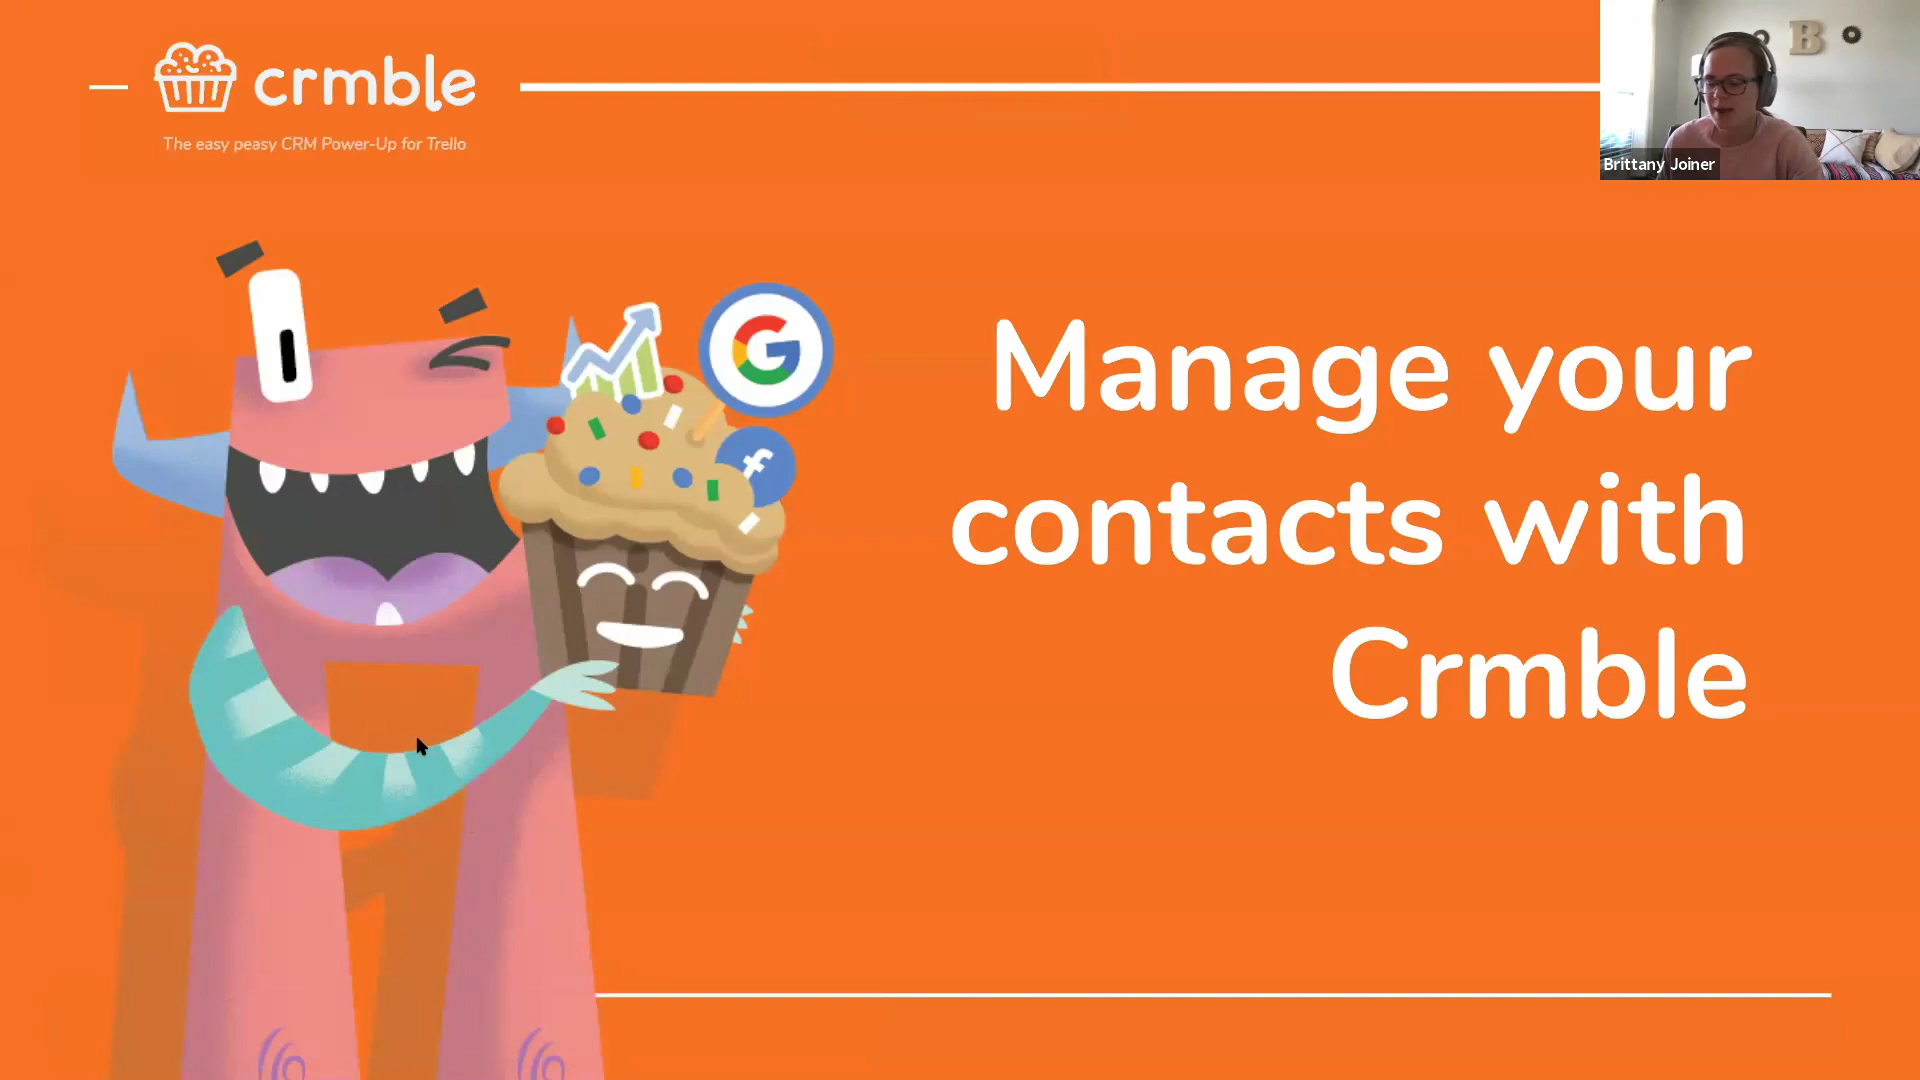 crmble
The easy peasy CRM Power-Up for Trello
B
Brittany Joiner
G
f
Manage your
contacts with
Crmble